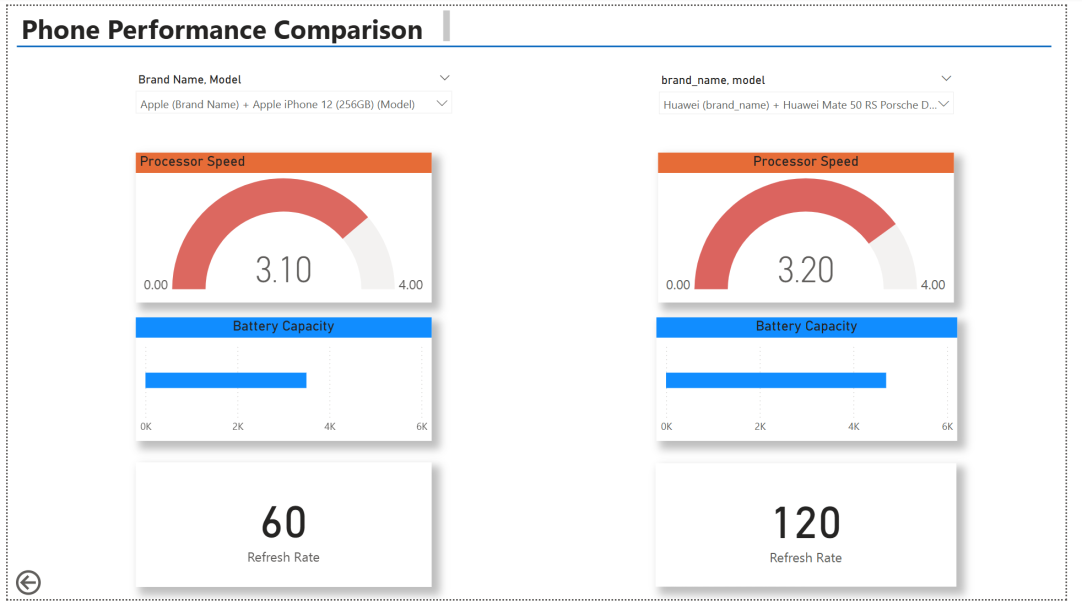 Phone Performance Comparison
Brand Name, Model
Apple (Brand Name) + Apple iPhone 12 (256GB) (Model)
Processor Speed
3.10
0.00
4.00
Battery Capacity
0K 2K 4K 6K
60
Refresh Rate
brand_name, model
Huawei (brand_name) + Huawei Mate 50 RS Porsche D...
Processor Speed
3.20
0.00
4.00
Battery Capacity
0K 2K 4K 6K
120
Refresh Rate